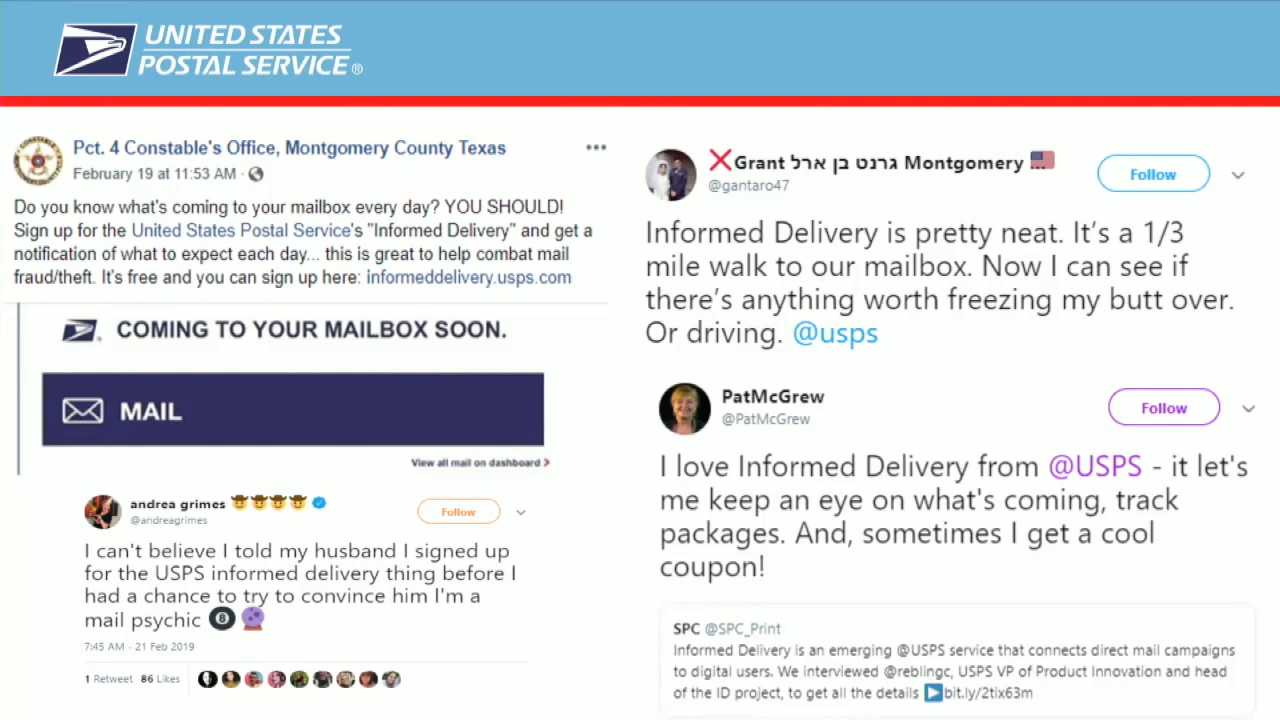 UNITED STATES
POSTAL SERVICE®
Pct. 4 Constable's Office, Montgomery County Texas
February 19 at 11:53 AM ·
Do you know what's coming to your mailbox every day? YOU SHOULD!
Sign up for the United States Postal Service's "Informed Delivery" and get a
notification of what to expect each day... this is great to help combat mail
fraud/theft. It's free and you can sign up here: informeddelivery.usps.com
COMING TO YOUR MAILBOX SOON.
MAIL
View all mail on dashboard >
andrea grimes 🤠🤠🤠🤠
@andreagrimes
Follow
I can't believe I told my husband I signed up
for the USPS informed delivery thing before I
had a chance to try to convince him I'm a
mail psychic 🎱🔮
7:45 AM - 21 Feb 2019
1 Retweet 86 Likes
❌Grant גרנט בן ארל Montgomery 🇺🇸
@gantaro47
Follow
Informed Delivery is pretty neat. It's a 1/3
mile walk to our mailbox. Now I can see if
there's anything worth freezing my butt over.
Or driving. @usps
PatMcGrew
@PatMcGrew
Follow
I love Informed Delivery from @USPS - it let's
me keep an eye on what's coming, track
packages. And, sometimes I get a cool
coupon!
SPC @SPC_Print
Informed Delivery is an emerging @USPS service that connects direct mail campaigns
to digital users. We interviewed @reblingc, USPS VP of Product Innovation and head
of the ID project, to get all the details ▶bit.ly/2tix63m